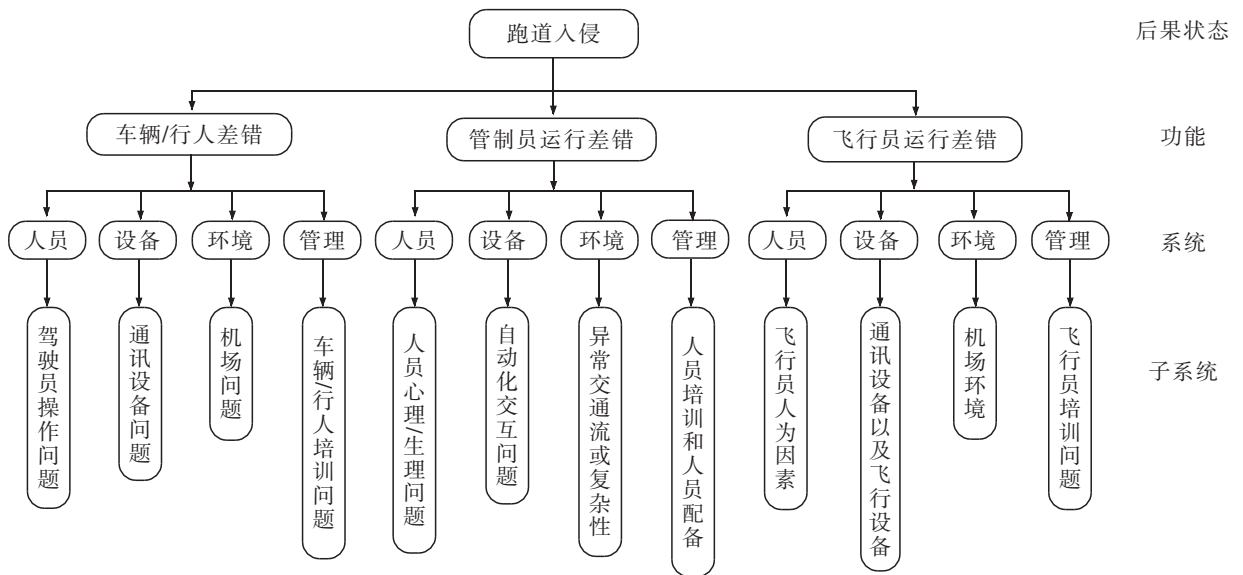 跑道入侵
后果状态
车辆/行人差错
管制员运行差错
飞行员运行差错
功能
人员
设备
环境
管理
人员
设备
环境
管理
人员
设备
环境
管理
系统
驾驶员操作问题
通讯设备问题
机场问题
车辆/行人培训问题
人员心理/生理问题
自动化交互问题
异常交通流或复杂性
人员培训和人员配备
飞行员人为因素
通讯设备以及飞行设备
机场环境
飞行员培训问题
子系统